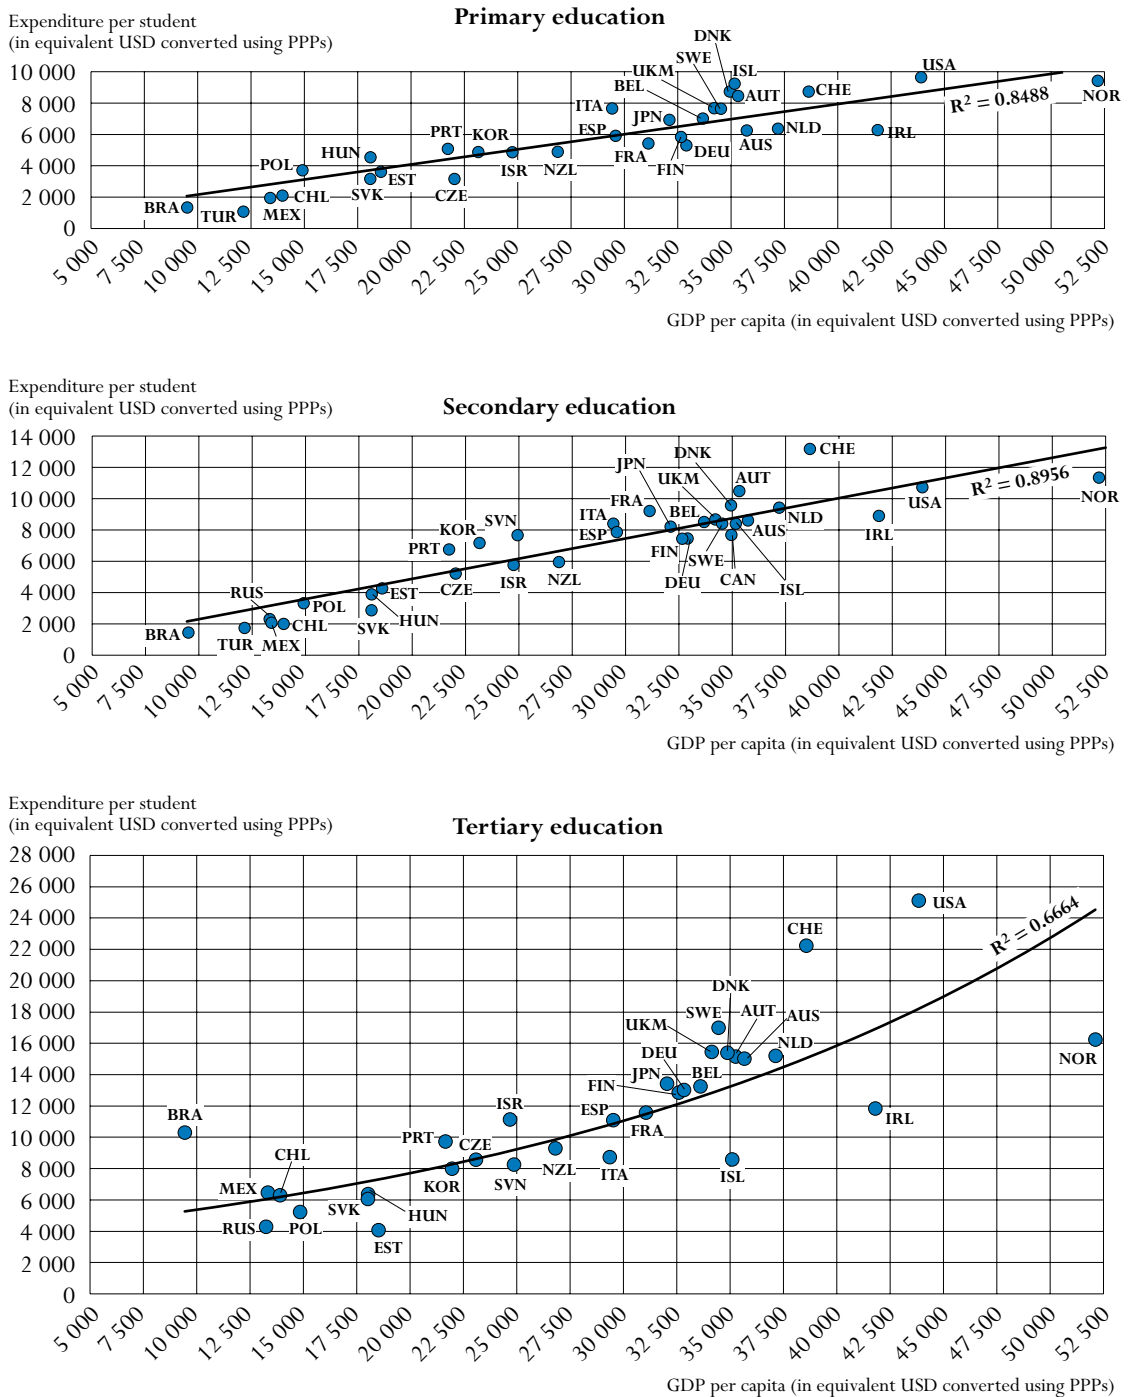 Primary education
Expenditure per student
(in equivalent USD converted using PPPs)
10 000
8 000
6 000
4 000
2 000
0
DNK
SWE
UKM
ISL
USA
BEL
CHE
AUT
NOR
ITA
R² = 0.8488
JPN
ESP
PRT
KOR
NLD
IRL
AUS
HUN
DEU
FRA
FIN
POL
ISR
NZL
EST
SVK
CZE
CHL
BRA
TUR
MEX
5 000
7 500
10 000
12 500
15 000
17 500
20 000
22 500
25 000
27 500
30 000
32 500
35 000
37 500
40 000
42 500
45 000
47 500
50 000
52 500
GDP per capita (in equivalent USD converted using PPPs)
Expenditure per student
(in equivalent USD converted using PPPs)
Secondary education
14 000
12 000
10 000
8 000
6 000
4 000
2 000
0
CHE
DNK
JPN
UKM
AUT
R² = 0.8956
NOR
USA
FRA
BEL
ITA
NLD
SVN
KOR
ESP
AUS
IRL
PRT
FIN
SWE
ISR
NZL
DEU
CAN
ISL
CZE
RUS
EST
POL
HUN
CHL
SVK
BRA
TUR
MEX
5 000
7 500
10 000
12 500
15 000
17 500
20 000
22 500
25 000
27 500
30 000
32 500
35 000
37 500
40 000
42 500
45 000
47 500
50 000
52 500
GDP per capita (in equivalent USD converted using PPPs)
Expenditure per student
(in equivalent USD converted using PPPs)
Tertiary education
28 000
26 000
24 000
22 000
20 000
18 000
16 000
14 000
12 000
10 000
8 000
6 000
4 000
2 000
0
USA
CHE
R² = 0.6664
DNK
SWE
AUT
AUS
UKM
NLD
DEU
NOR
JPN
BEL
FIN
BRA
ISR
ESP
FRA
IRL
PRT
CZE
CHL
NZL
ITA
ISL
MEX
KOR
SVN
SVK
HUN
RUS
POL
EST
5 000
7 500
10 000
12 500
15 000
17 500
20 000
22 500
25 000
27 500
30 000
32 500
35 000
37 500
40 000
42 500
45 000
47 500
50 000
52 500
GDP per capita (in equivalent USD converted using PPPs)